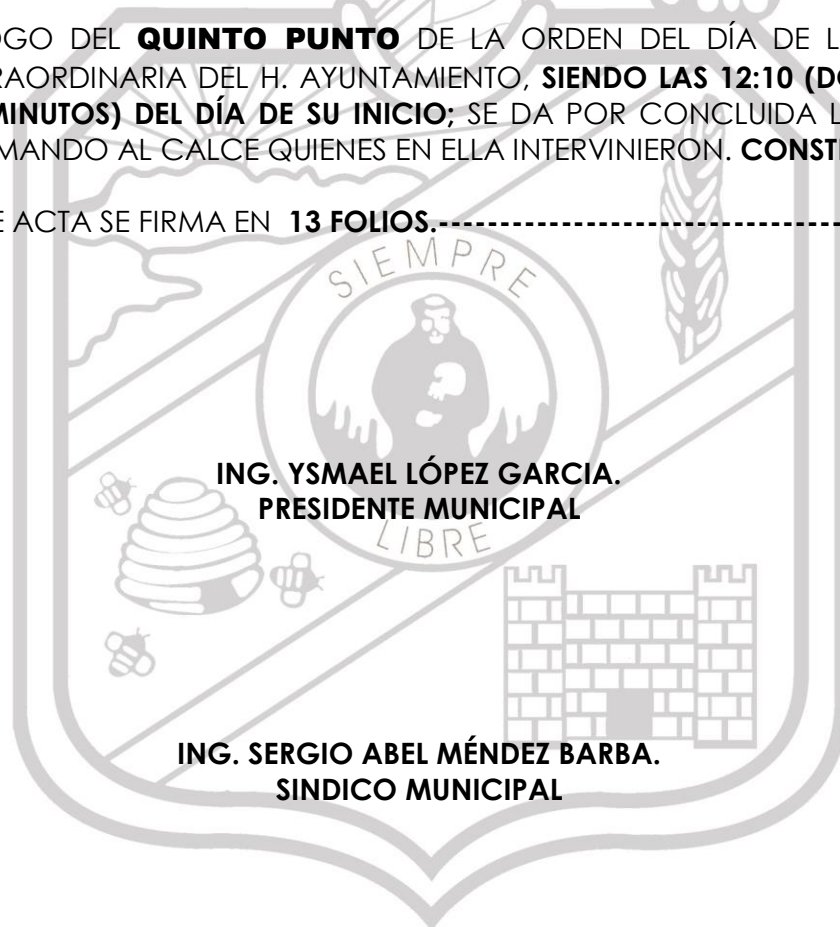 OGO DEL QUINTO PUNTO DE LA ORDEN DEL DÍA DE L
RAORDINARIA DEL H. AYUNTAMIENTO, SIENDO LAS 12:10 (DO
MINUTOS) DEL DÍA DE SU INICIO; SE DA POR CONCLUIDA L
MANDO AL CALCE QUIENES EN ELLA INTERVINIERON. CONST
E ACTA SE FIRMA EN 13 FOLIOS.---------------------------------
SIEMPRE
ING. YSMAEL LÓPEZ GARCIA.
PRESIDENTE MUNICIPAL
LIBRE
ING. SERGIO ABEL MÉNDEZ BARBA.
SINDICO MUNICIPAL